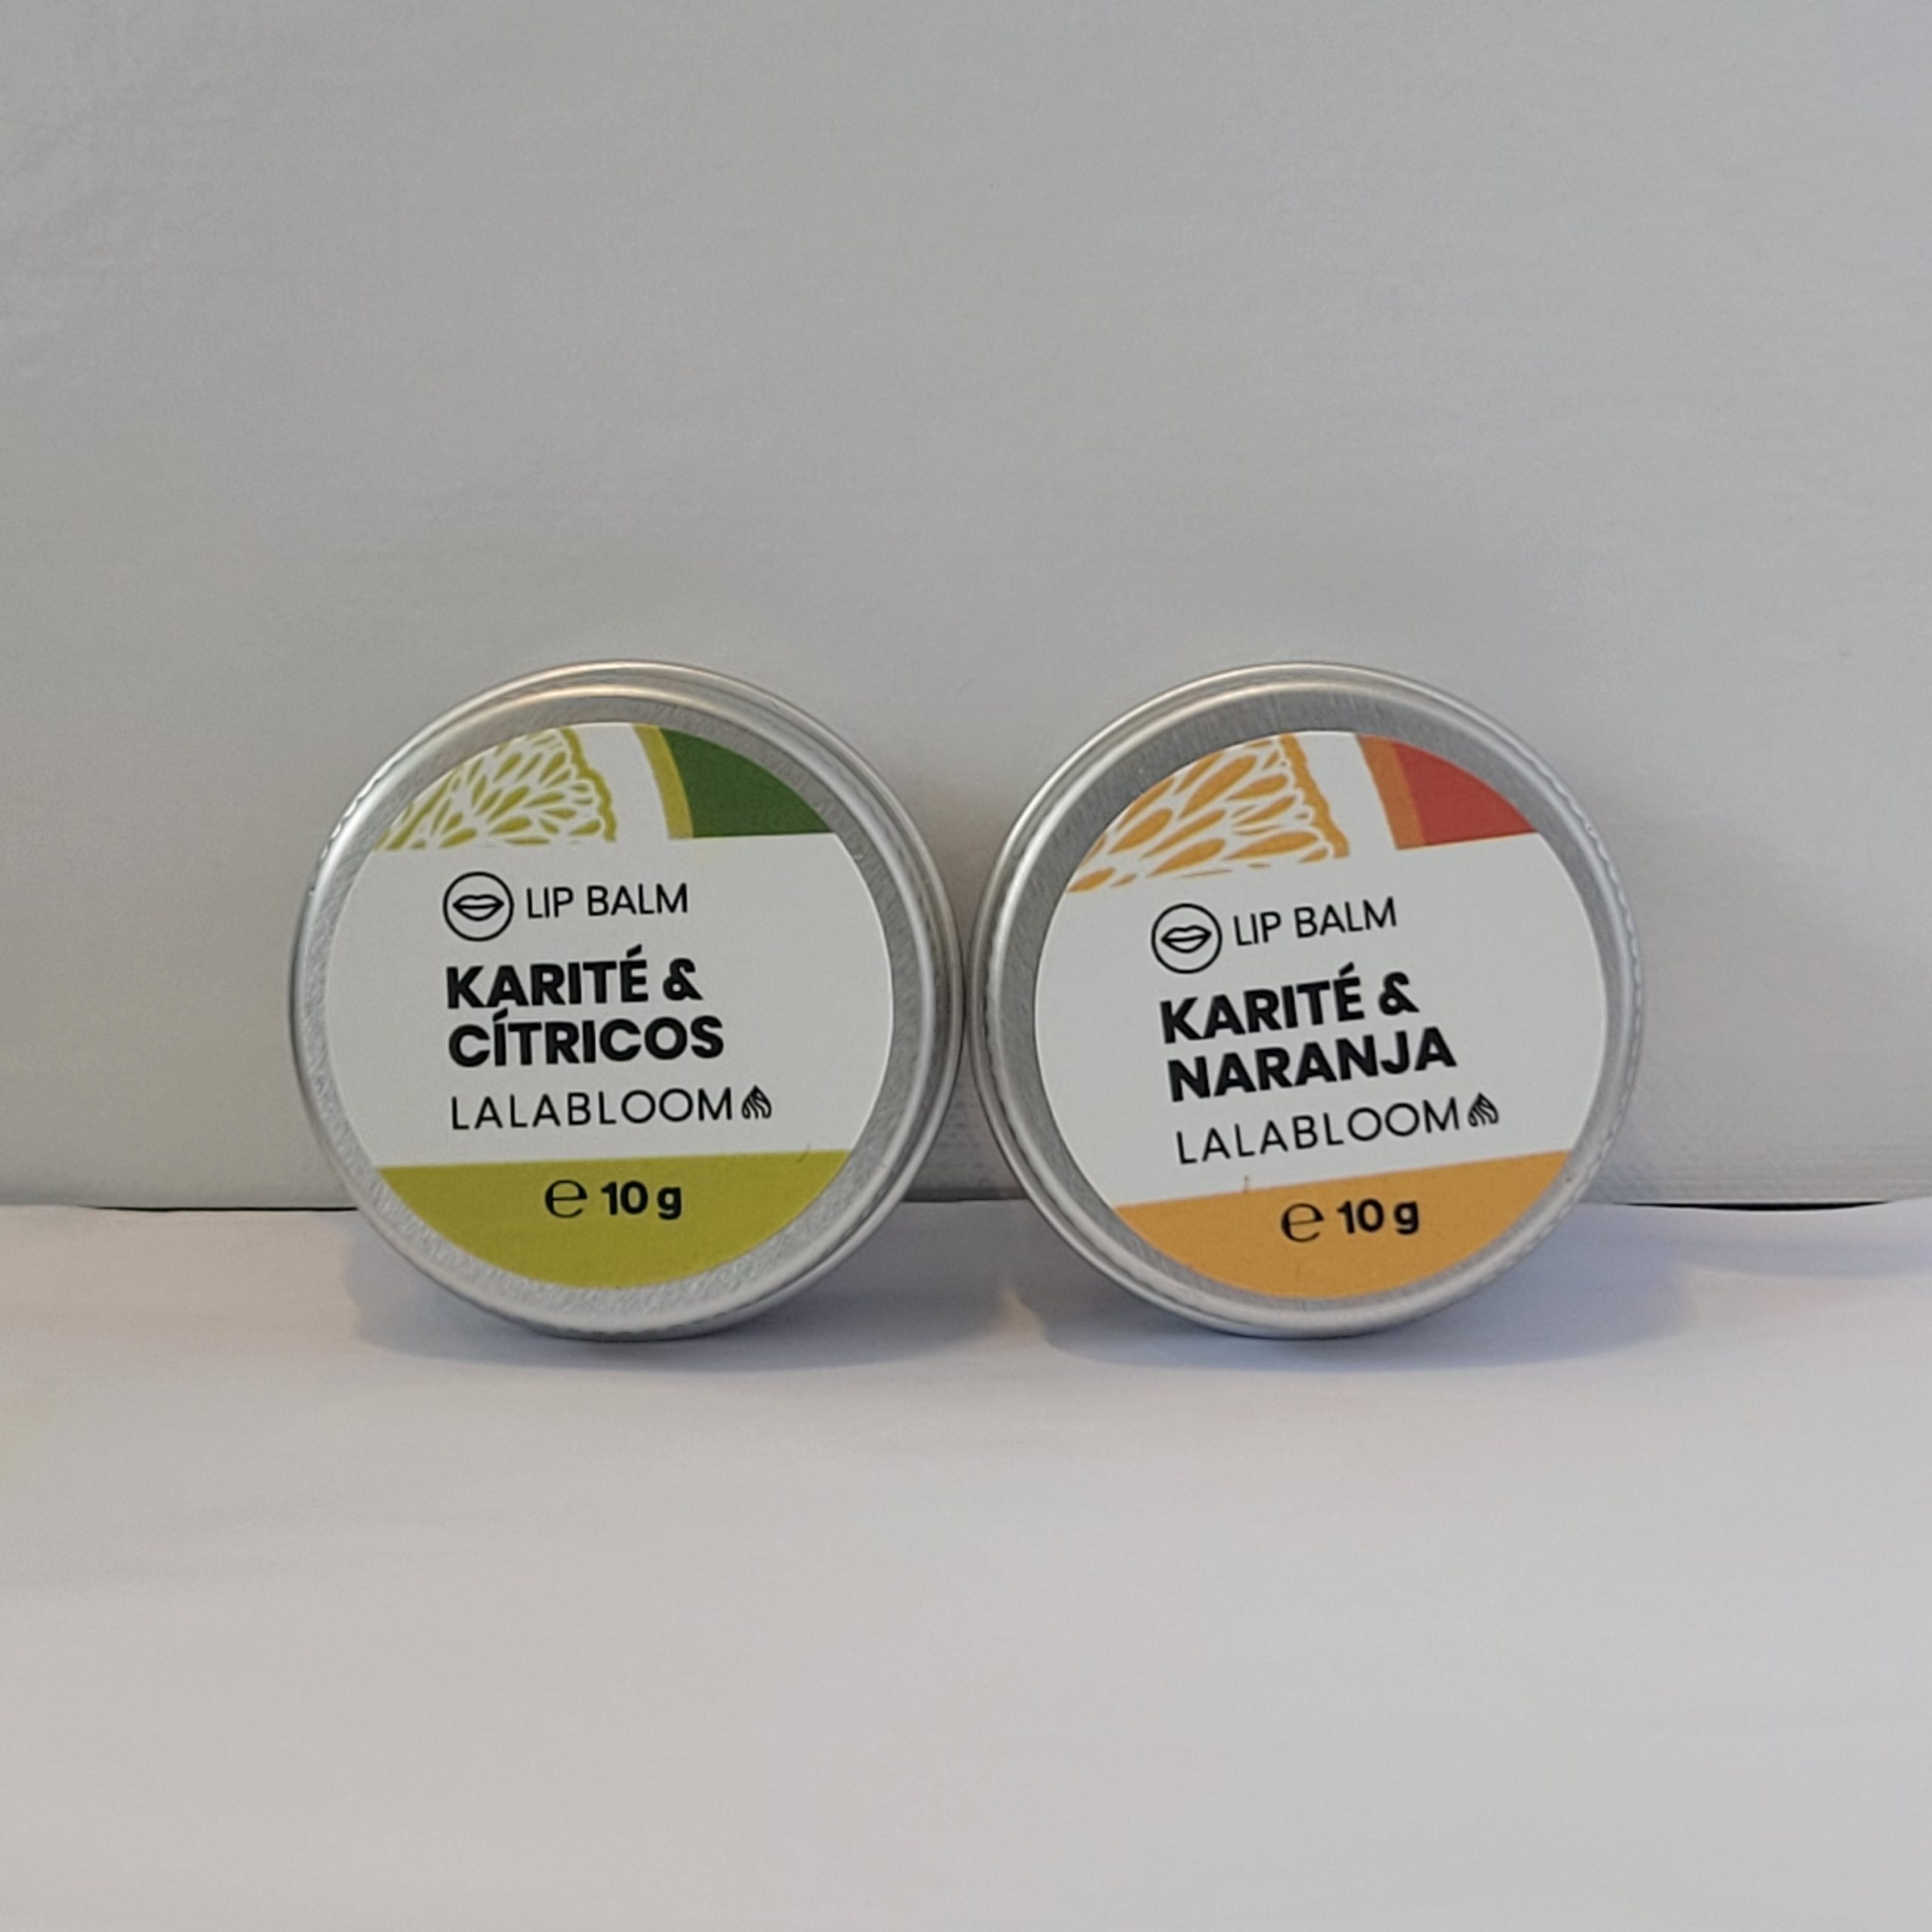 LIP BALM
KARITÉ &
CÍTRICOS
LALABLOOM
℮ 10 g
LIP BALM
KARITÉ &
NARANJA
LALABLOOM
℮ 10 g